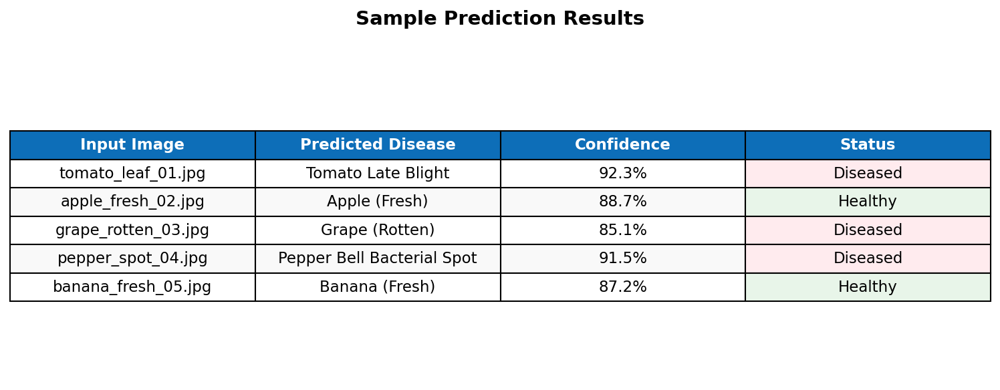 Sample Prediction Results
Input Image Predicted Disease Confidence Status
tomato_leaf_01.jpg Tomato Late Blight 92.3% Diseased
apple_fresh_02.jpg Apple (Fresh) 88.7% Healthy
grape_rotten_03.jpg Grape (Rotten) 85.1% Diseased
pepper_spot_04.jpg Pepper Bell Bacterial Spot 91.5% Diseased
banana_fresh_05.jpg Banana (Fresh) 87.2% Healthy